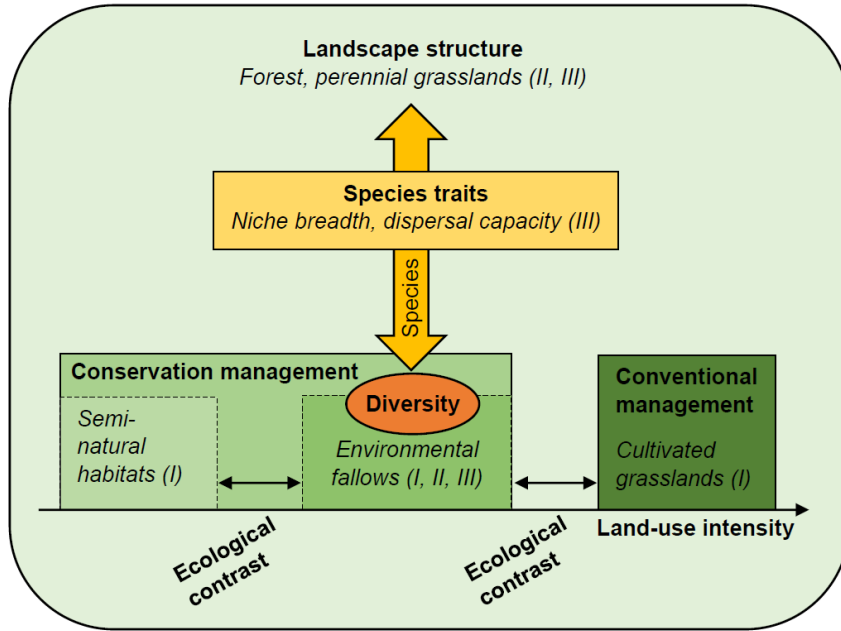 Landscape structure
Forest, perennial grasslands (II, III)
Species traits
Niche breadth, dispersal capacity (III)
Species
Conservation management
Diversity
Semi-
natural
habitats (I)
Environmental
fallows (I, II, III)
Conventional
management
Cultivated
grasslands (I)
Land-use intensity
Ecological
contrast
Ecological
contrast